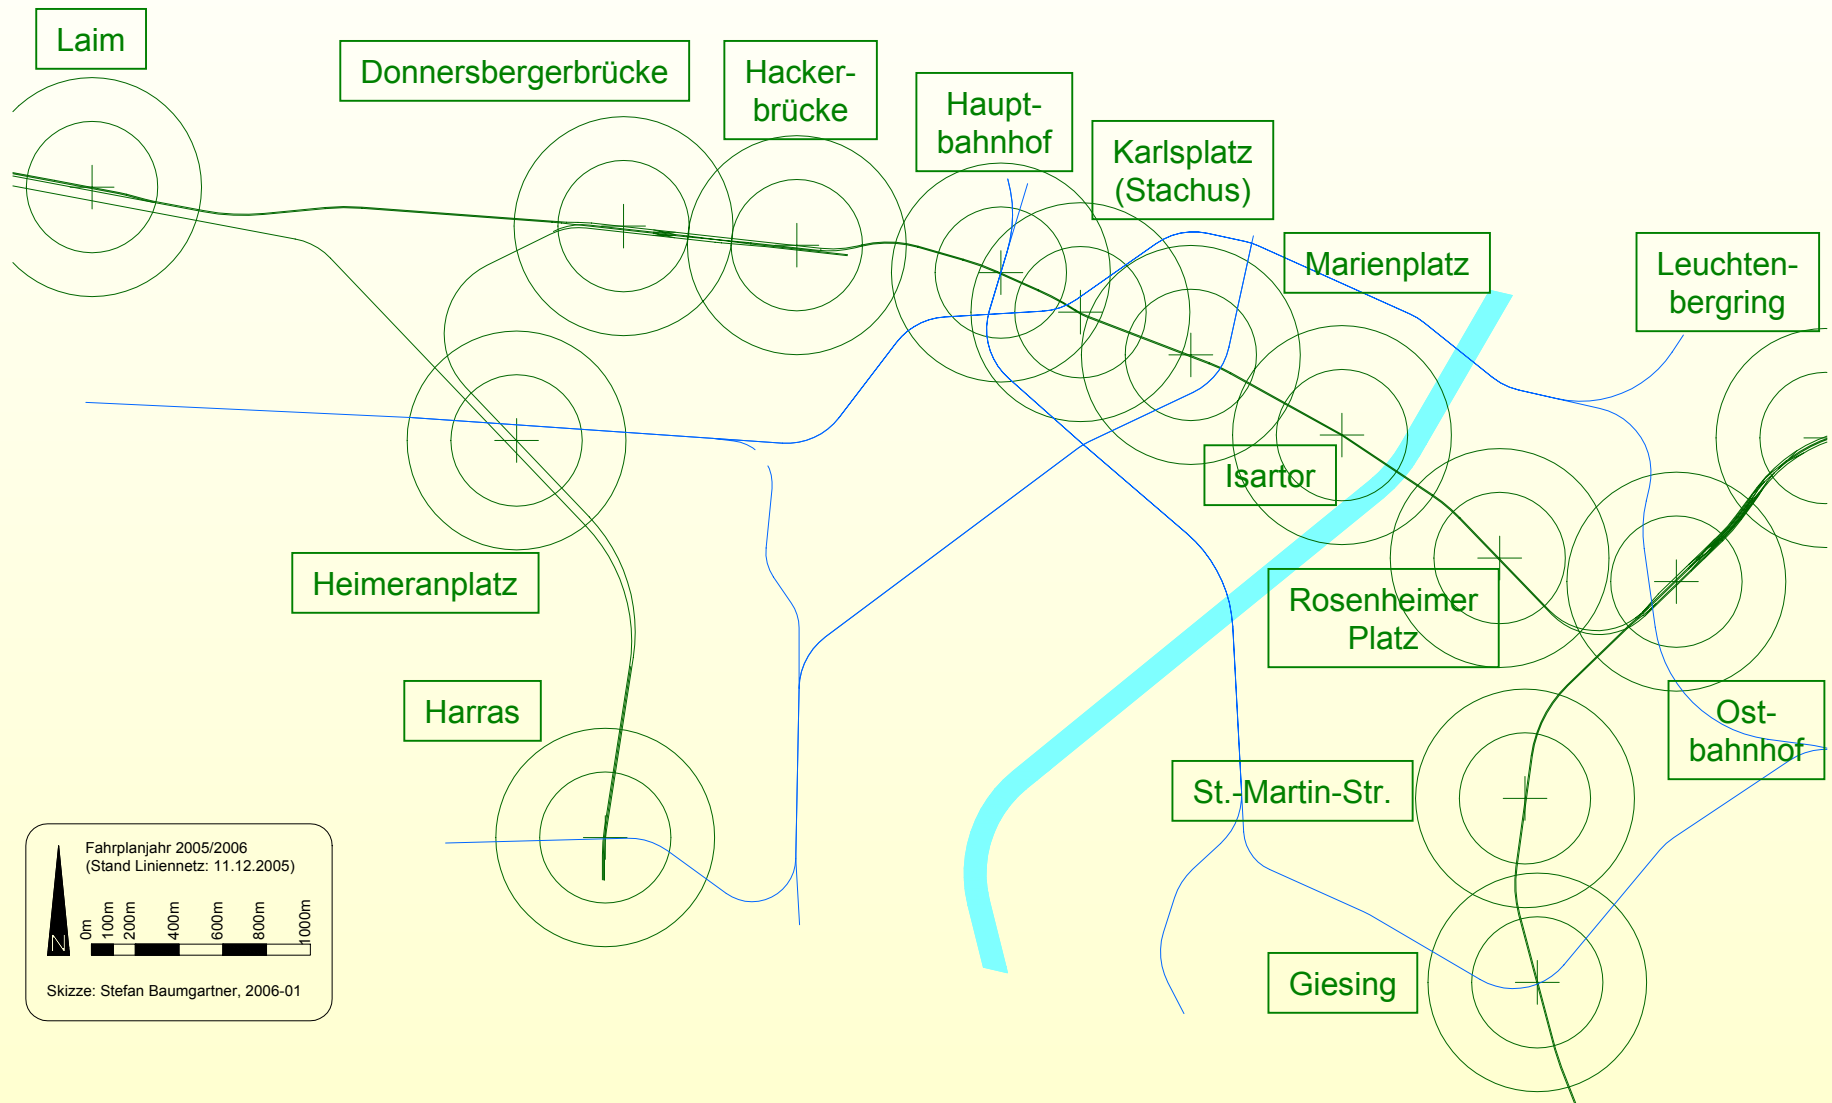 Laim
Donnersbergerbrücke
Hacker-
brücke
Haupt-
bahnhof
Karlsplatz
(Stachus)
Marienplatz
Leuchten-
bergring
Isartor
Heimeranplatz
Rosenheimer
Platz
Harras
Ost-
bahnhof
St.-Martin-Str.
Giesing
Fahrplanjahr 2005/2006
(Stand Liniennetz: 11.12.2005)
0m
100m
200m
400m
600m
800m
1000m
N
Skizze: Stefan Baumgartner, 2006-01